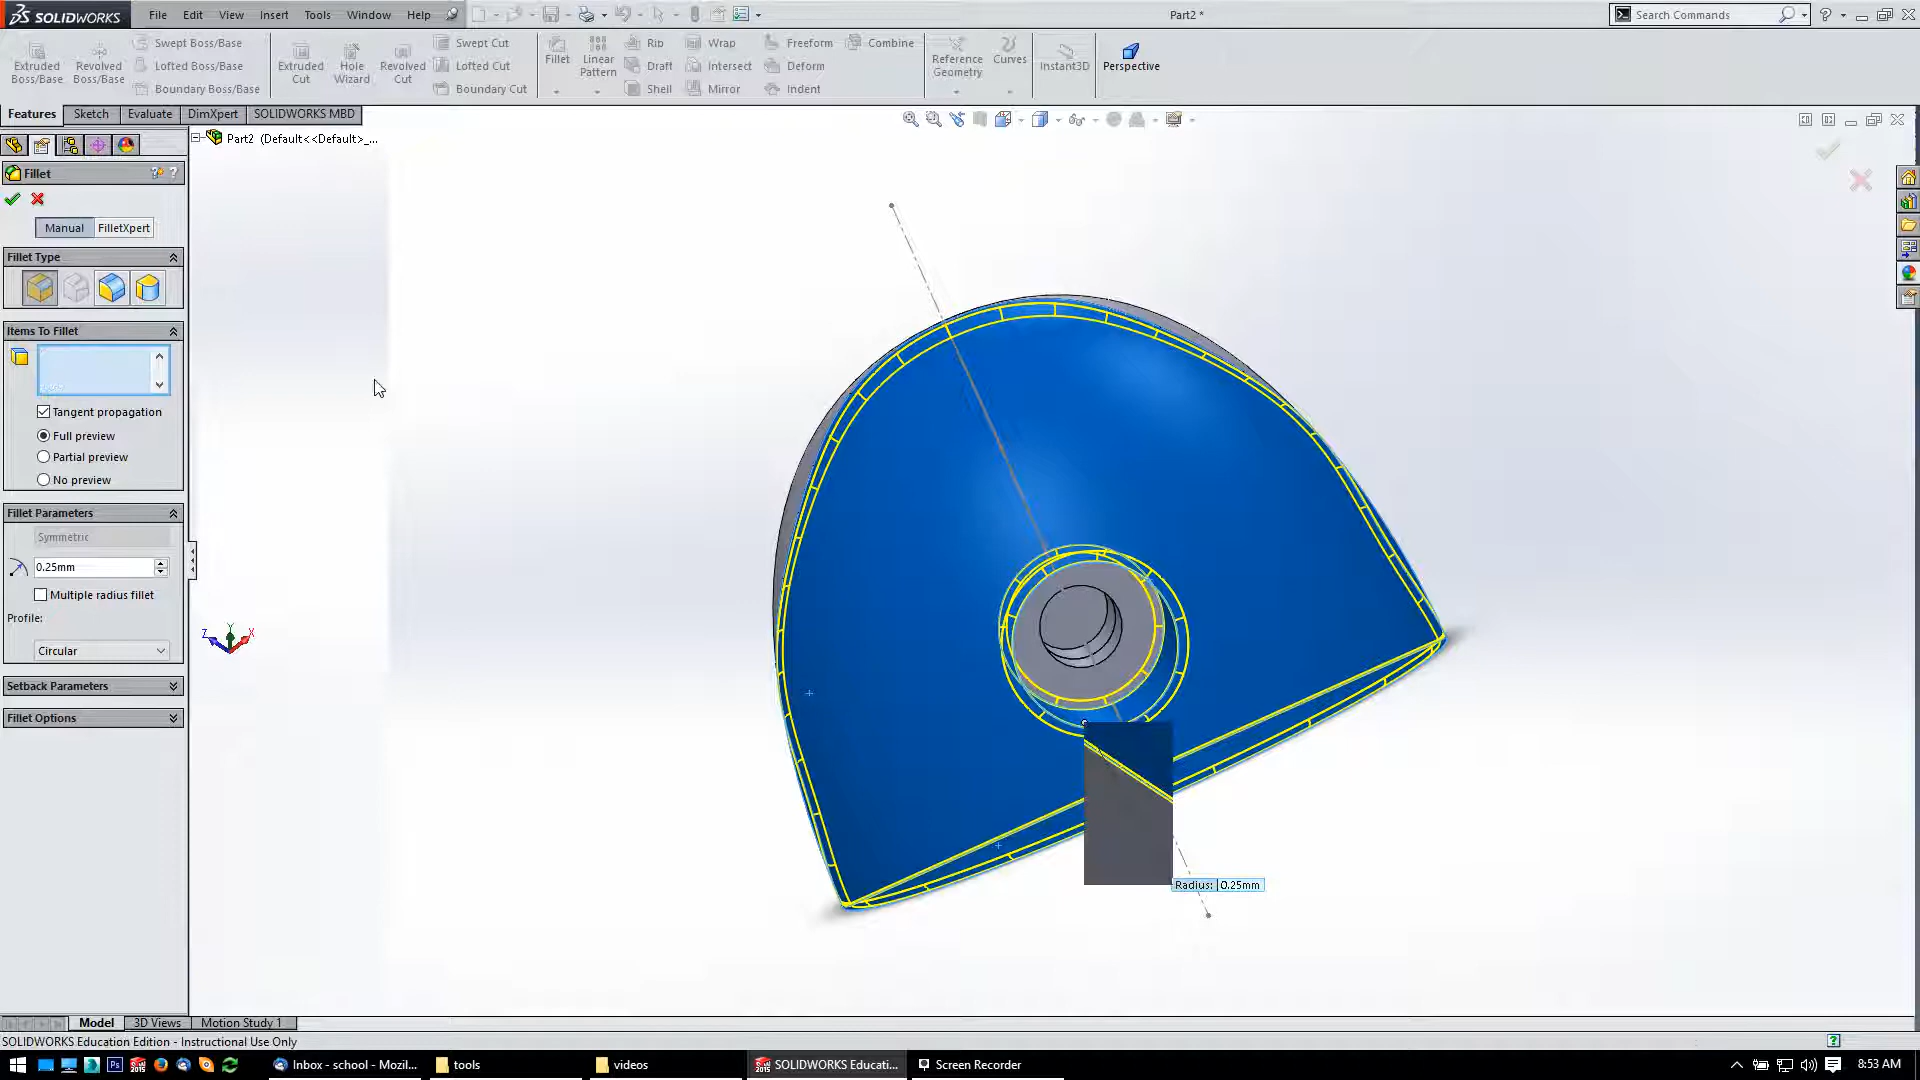 SOLIDWORKS File Edit View Insert Tools Window Help Part2 * Search Commands
Extruded Boss/Base
Revolved Boss/Base
Swept Boss/Base
Lofted Boss/Base
Boundary Boss/Base
Extruded Cut
Hole Wizard
Revolved Cut
Swept Cut
Lofted Cut
Boundary Cut
Fillet
Linear Pattern
Rib
Draft
Shell
Wrap
Intersect
Mirror
Freeform
Deform
Indent
Combine
Reference Geometry
Curves
Instant3D
Perspective
Features Sketch Evaluate DimXpert SOLIDWORKS MBD
Part2 (Default<<Default>_...
Fillet
Manual FilletXpert
Fillet Type
Items To Fillet
Tangent propagation
Full preview
Partial preview
No preview
Fillet Parameters
Symmetric
0.25mm
Multiple radius fillet
Profile:
Circular
Setback Parameters
Fillet Options
Z Y X
Radius: 0.25mm
Model 3D Views Motion Study 1
SOLIDWORKS Education Edition - Instructional Use Only
Inbox - school - Mozil... tools videos SOLIDWORKS Educati... Screen Recorder 8:53 AM